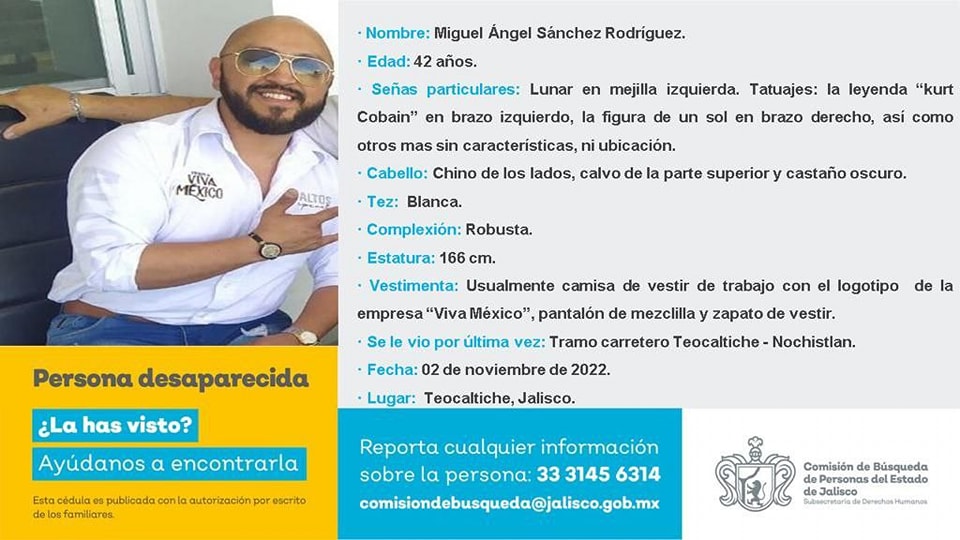 · Nombre: Miguel Ángel Sánchez Rodríguez.
· Edad: 42 años.
· Señas particulares: Lunar en mejilla izquierda. Tatuajes: la leyenda “kurt
Cobain” en brazo izquierdo, la figura de un sol en brazo derecho, así como
otros mas sin características, ni ubicación.
· Cabello: Chino de los lados, calvo de la parte superior y castaño oscuro.
· Tez: Blanca.
· Complexión: Robusta.
· Estatura: 166 cm.
· Vestimenta: Usualmente camisa de vestir de trabajo con el logotipo de la
empresa “Viva México”, pantalón de mezclilla y zapato de vestir.
· Se le vio por última vez: Tramo carretero Teocaltiche - Nochistlan.
· Fecha: 02 de noviembre de 2022.
· Lugar: Teocaltiche, Jalisco.
VIVA
MÉXICO
ALTOS
Persona desaparecida
¿La has visto?
Ayúdanos a encontrarla
Esta cédula es publicada con la autorización por escrito
de los familiares.
Reporta cualquier información
sobre la persona: 33 3145 6314
comisiondebusqueda@jalisco.gob.mx
Comisión de Búsqueda
de Personas del Estado
de Jalisco
Subsecretaría de Derechos Humanos